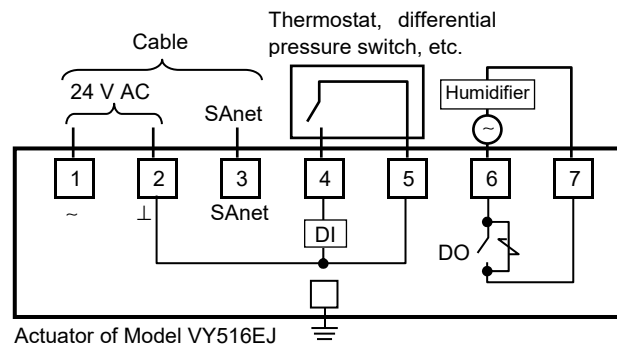 Thermostat, differential
pressure switch, etc.
Cable
24 V AC
SAnet
Humidifier
~
1 2 3 4 5 6 7
~ ⊥ SAnet
DI
DO
Actuator of Model VY516EJ